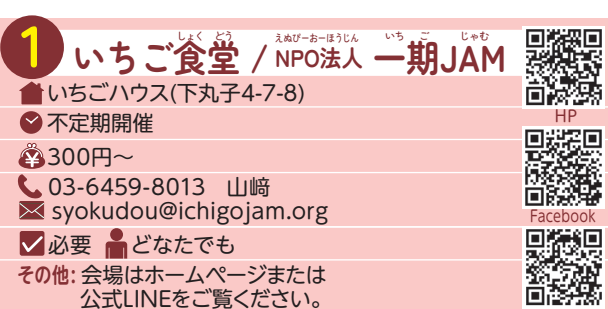 1 いちご食堂 / NPO法人 一期JAM
しょく どう えぬぴーおーほうじん いち ご じゃむ
いちごハウス(下丸子4-7-8)
HP
不定期開催
300円〜
03-6459-8013 山﨑
syokudou@ichigojam.org
Facebook
必要 どなたでも
その他: 会場はホームページまたは
公式LINEをご覧ください。